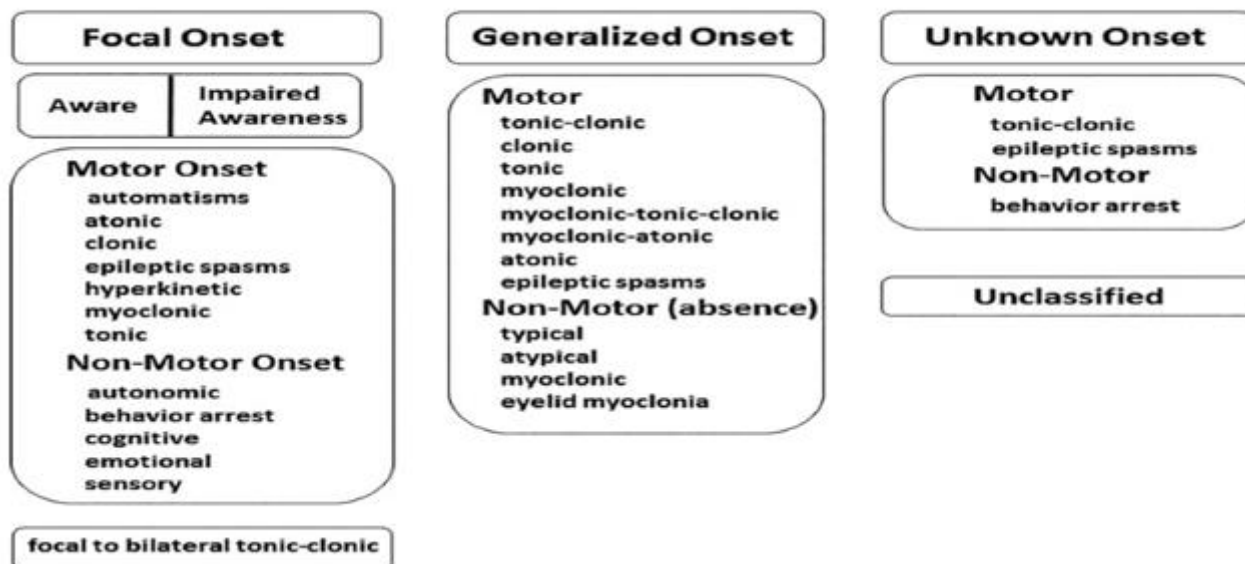 Focal Onset
Aware
Impaired
Awareness
Motor Onset
automatisms
atonic
clonic
epileptic spasms
hyperkinetic
myoclonic
tonic
Non-Motor Onset
autonomic
behavior arrest
cognitive
emotional
sensory
focal to bilateral tonic-clonic
Generalized Onset
Motor
tonic-clonic
clonic
tonic
myoclonic
myoclonic-tonic-clonic
myoclonic-atonic
atonic
epileptic spasms
Non-Motor (absence)
typical
atypical
myoclonic
eyelid myoclonia
Unknown Onset
Motor
tonic-clonic
epileptic spasms
Non-Motor
behavior arrest
Unclassified